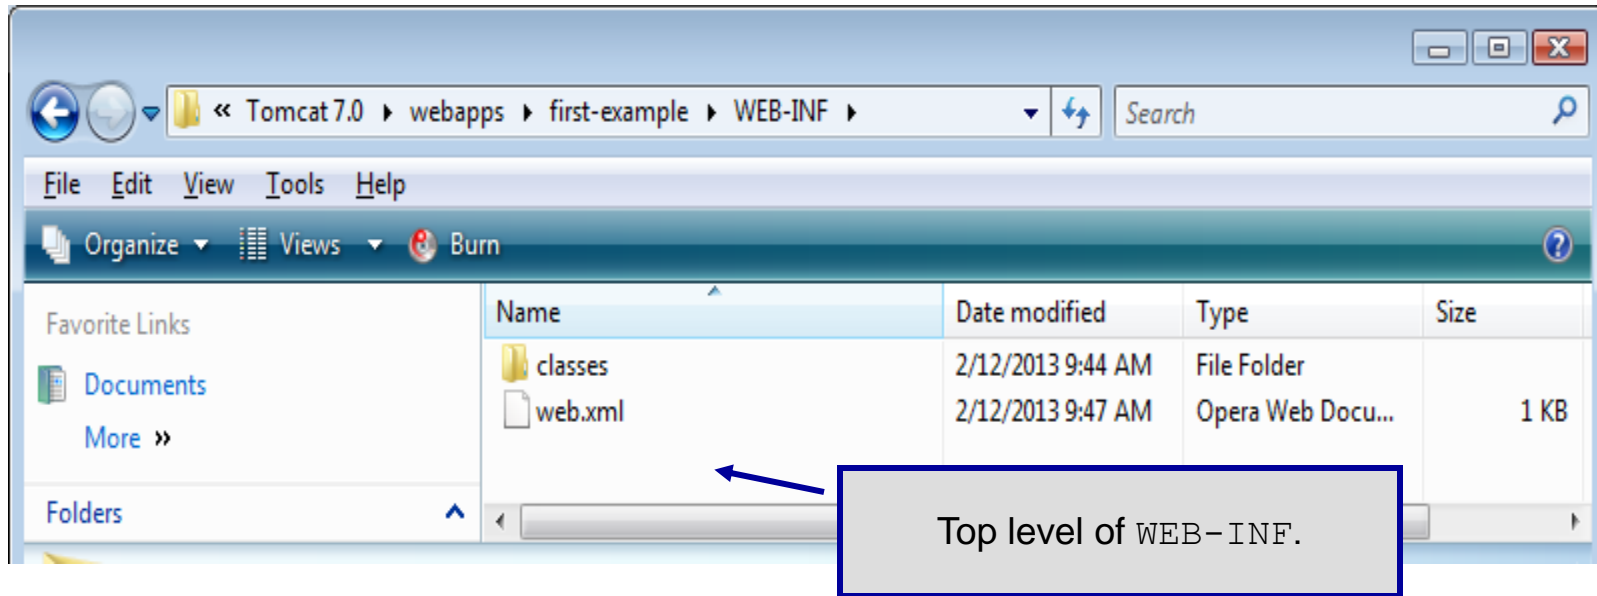 « Tomcat 7.0 ▸ webapps ▸ first-example ▸ WEB-INF ▸ Search
File Edit View Tools Help
Organize Views Burn
Favorite Links
Documents
More »
Folders
Name Date modified Type Size
classes 2/12/2013 9:44 AM File Folder
web.xml 2/12/2013 9:47 AM Opera Web Docu... 1 KB
Top level of WEB-INF.